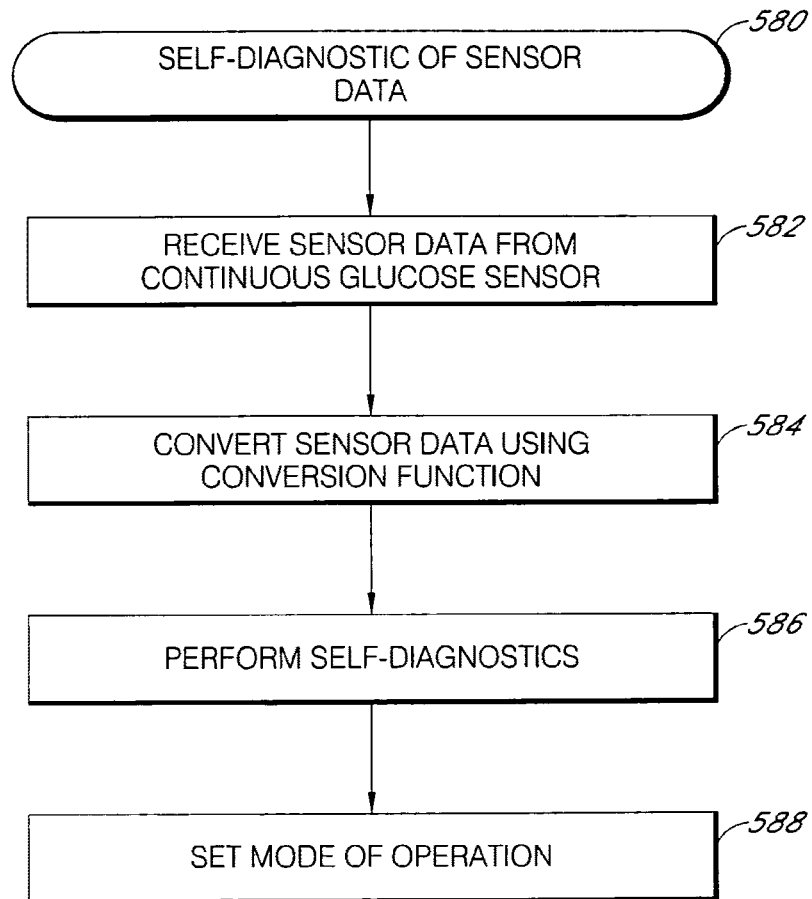 580
SELF-DIAGNOSTIC OF SENSOR
DATA
582
RECEIVE SENSOR DATA FROM
CONTINUOUS GLUCOSE SENSOR
584
CONVERT SENSOR DATA USING
CONVERSION FUNCTION
586
PERFORM SELF-DIAGNOSTICS
588
SET MODE OF OPERATION